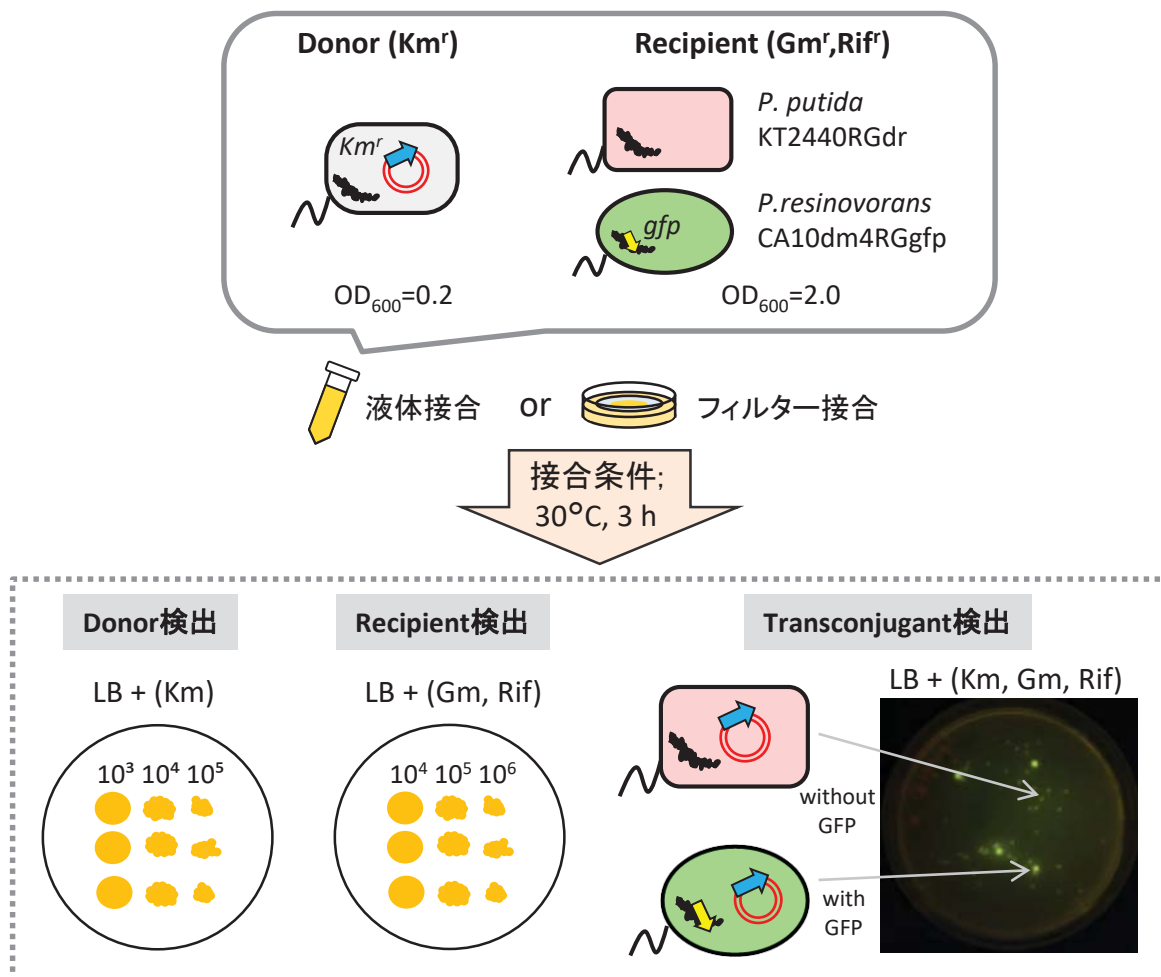 Donor (Kmʳ)
Recipient (Gmʳ,Rifʳ)
Kmʳ
P. putida
KT2440RGdr
gfp
P.resinovorans
CA10dm4RGgfp
OD₆₀₀=0.2
OD₆₀₀=2.0
液体接合 or フィルター接合
接合条件;
30°C, 3 h
Donor検出
Recipient検出
Transconjugant検出
LB + (Km)
LB + (Gm, Rif)
LB + (Km, Gm, Rif)
10³ 10⁴ 10⁵
10⁴ 10⁵ 10⁶
without
GFP
with
GFP